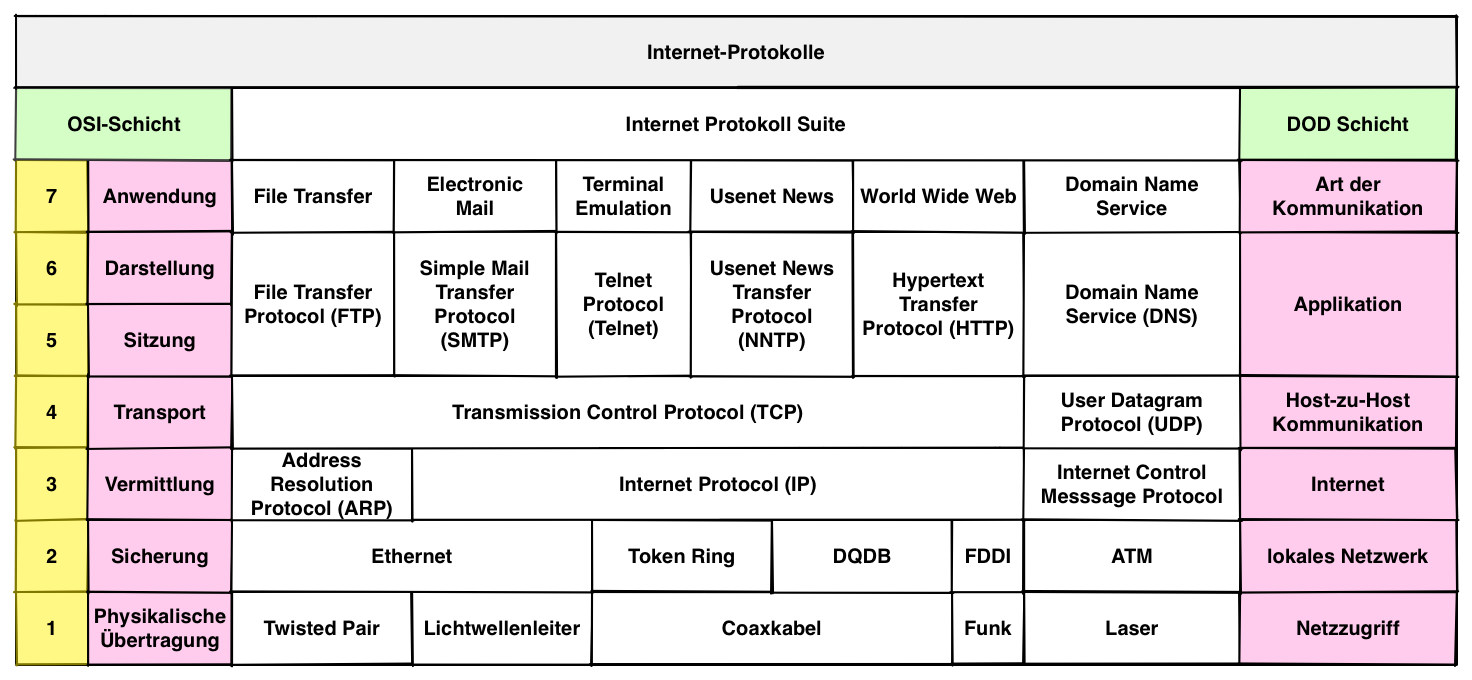 Internet-Protokolle
OSI-Schicht
Internet Protokoll Suite
DOD Schicht
7
Anwendung
File Transfer
Electronic
Mail
Terminal
Emulation
Usenet News
World Wide Web
Domain Name
Service
Art der
Kommunikation
6
Darstellung
5
Sitzung
File Transfer
Protocol (FTP)
Simple Mail
Transfer
Protocol
(SMTP)
Telnet
Protocol
(Telnet)
Usenet News
Transfer
Protocol
(NNTP)
Hypertext
Transfer
Protocol (HTTP)
Domain Name
Service (DNS)
Applikation
4
Transport
Transmission Control Protocol (TCP)
User Datagram
Protocol (UDP)
Host-zu-Host
Kommunikation
3
Vermittlung
Address
Resolution
Protocol (ARP)
Internet Protocol (IP)
Internet Control
Messsage Protocol
Internet
2
Sicherung
Ethernet
Token Ring
DQDB
FDDI
ATM
lokales Netzwerk
1
Physikalische
Übertragung
Twisted Pair
Lichtwellenleiter
Coaxkabel
Funk
Laser
Netzzugriff